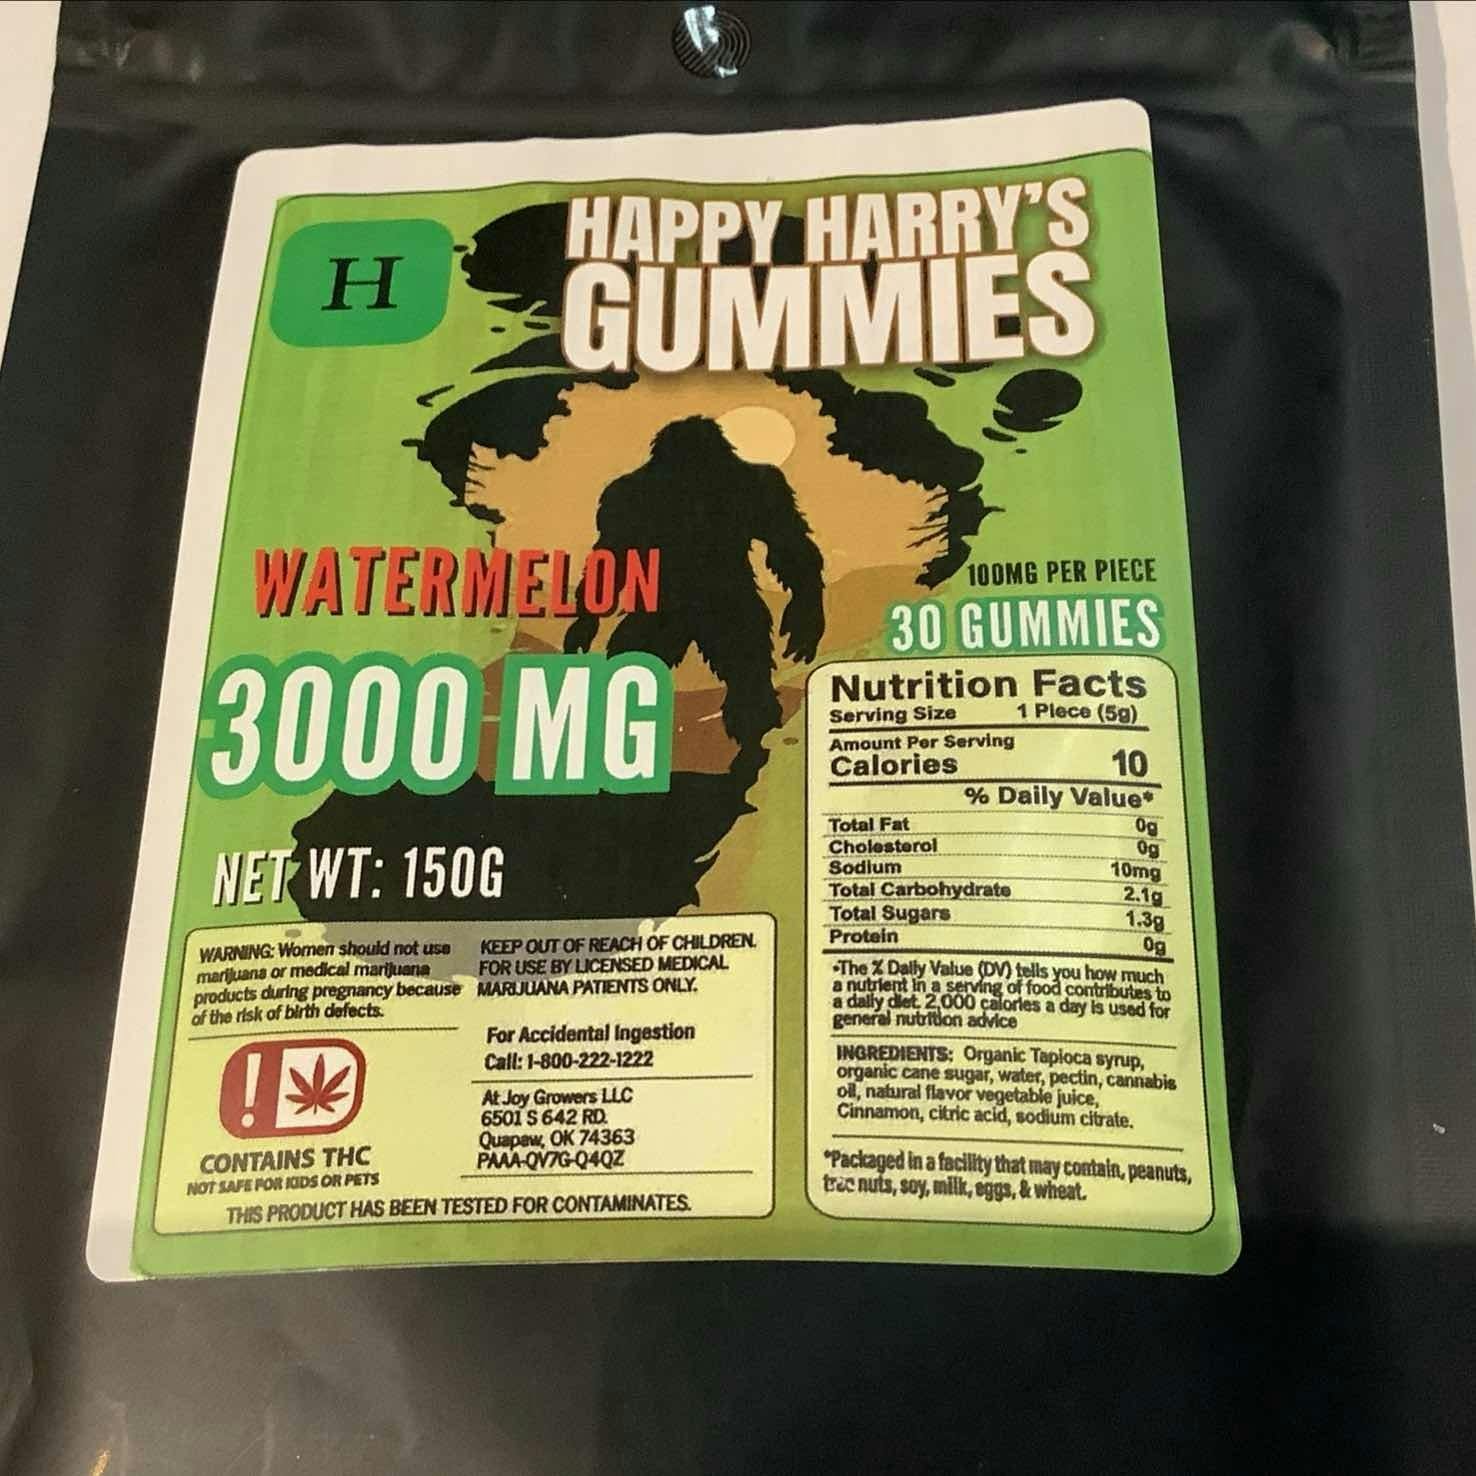 H
HAPPY HARRY'S
GUMMIES
WATERMELON
3000 MG
NET WT: 150G
100MG PER PIECE
30 GUMMIES
Nutrition Facts
Serving Size 1 Piece (5g)
Amount Per Serving
Calories 10
% Daily Value*
Total Fat 0g
Cholesterol 0g
Sodium 10mg
Total Carbohydrate 2.1g
Total Sugars 1.3g
Protein 0g
*The % Daily Value (DV) tells you how much
a nutrient in a serving of food contributes to
a daily diet. 2,000 calories a day is used for
general nutrition advice
INGREDIENTS: Organic Tapioca syrup,
organic cane sugar, water, pectin, cannabis
oil, natural flavor vegetable juice,
Cinnamon, citric acid, sodium citrate.
*Packaged in a facility that may contain, peanuts,
tree nuts, soy, milk, eggs, & wheat.
WARNING: Women should not use
marijuana or medical marijuana
products during pregnancy because
of the risk of birth defects.
!
CONTAINS THC
NOT SAFE FOR KIDS OR PETS
KEEP OUT OF REACH OF CHILDREN.
FOR USE BY LICENSED MEDICAL
MARIJUANA PATIENTS ONLY.
For Accidental Ingestion
Call: 1-800-222-1222
At Joy Growers LLC
6501 S 642 RD.
Quapaw, OK 74363
PAAA-QV7G-Q4QZ
THIS PRODUCT HAS BEEN TESTED FOR CONTAMINATES.